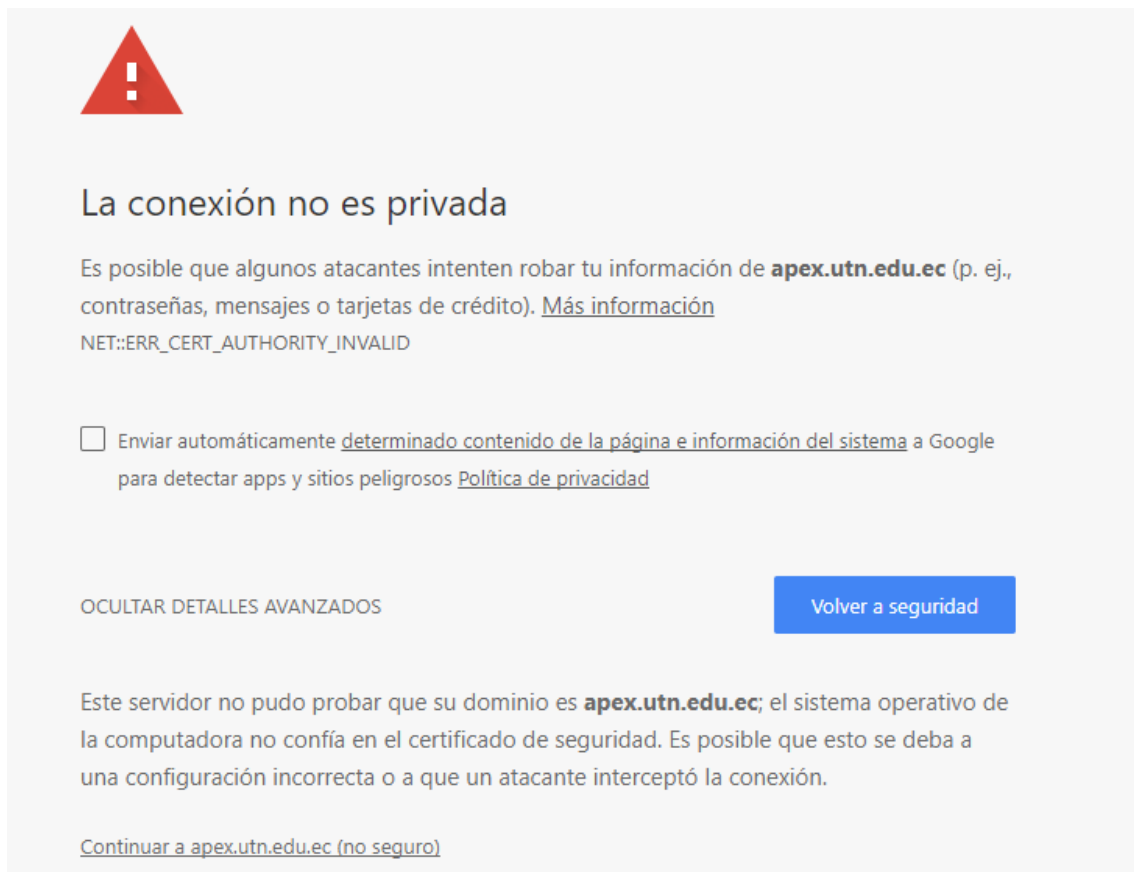 La conexión no es privada
Es posible que algunos atacantes intenten robar tu información de apex.utn.edu.ec (p. ej.,
contraseñas, mensajes o tarjetas de crédito). Más información
NET::ERR_CERT_AUTHORITY_INVALID
Enviar automáticamente determinado contenido de la página e información del sistema a Google
para detectar apps y sitios peligrosos Política de privacidad
OCULTAR DETALLES AVANZADOS
Volver a seguridad
Este servidor no pudo probar que su dominio es apex.utn.edu.ec; el sistema operativo de
la computadora no confía en el certificado de seguridad. Es posible que esto se deba a
una configuración incorrecta o a que un atacante interceptó la conexión.
Continuar a apex.utn.edu.ec (no seguro)